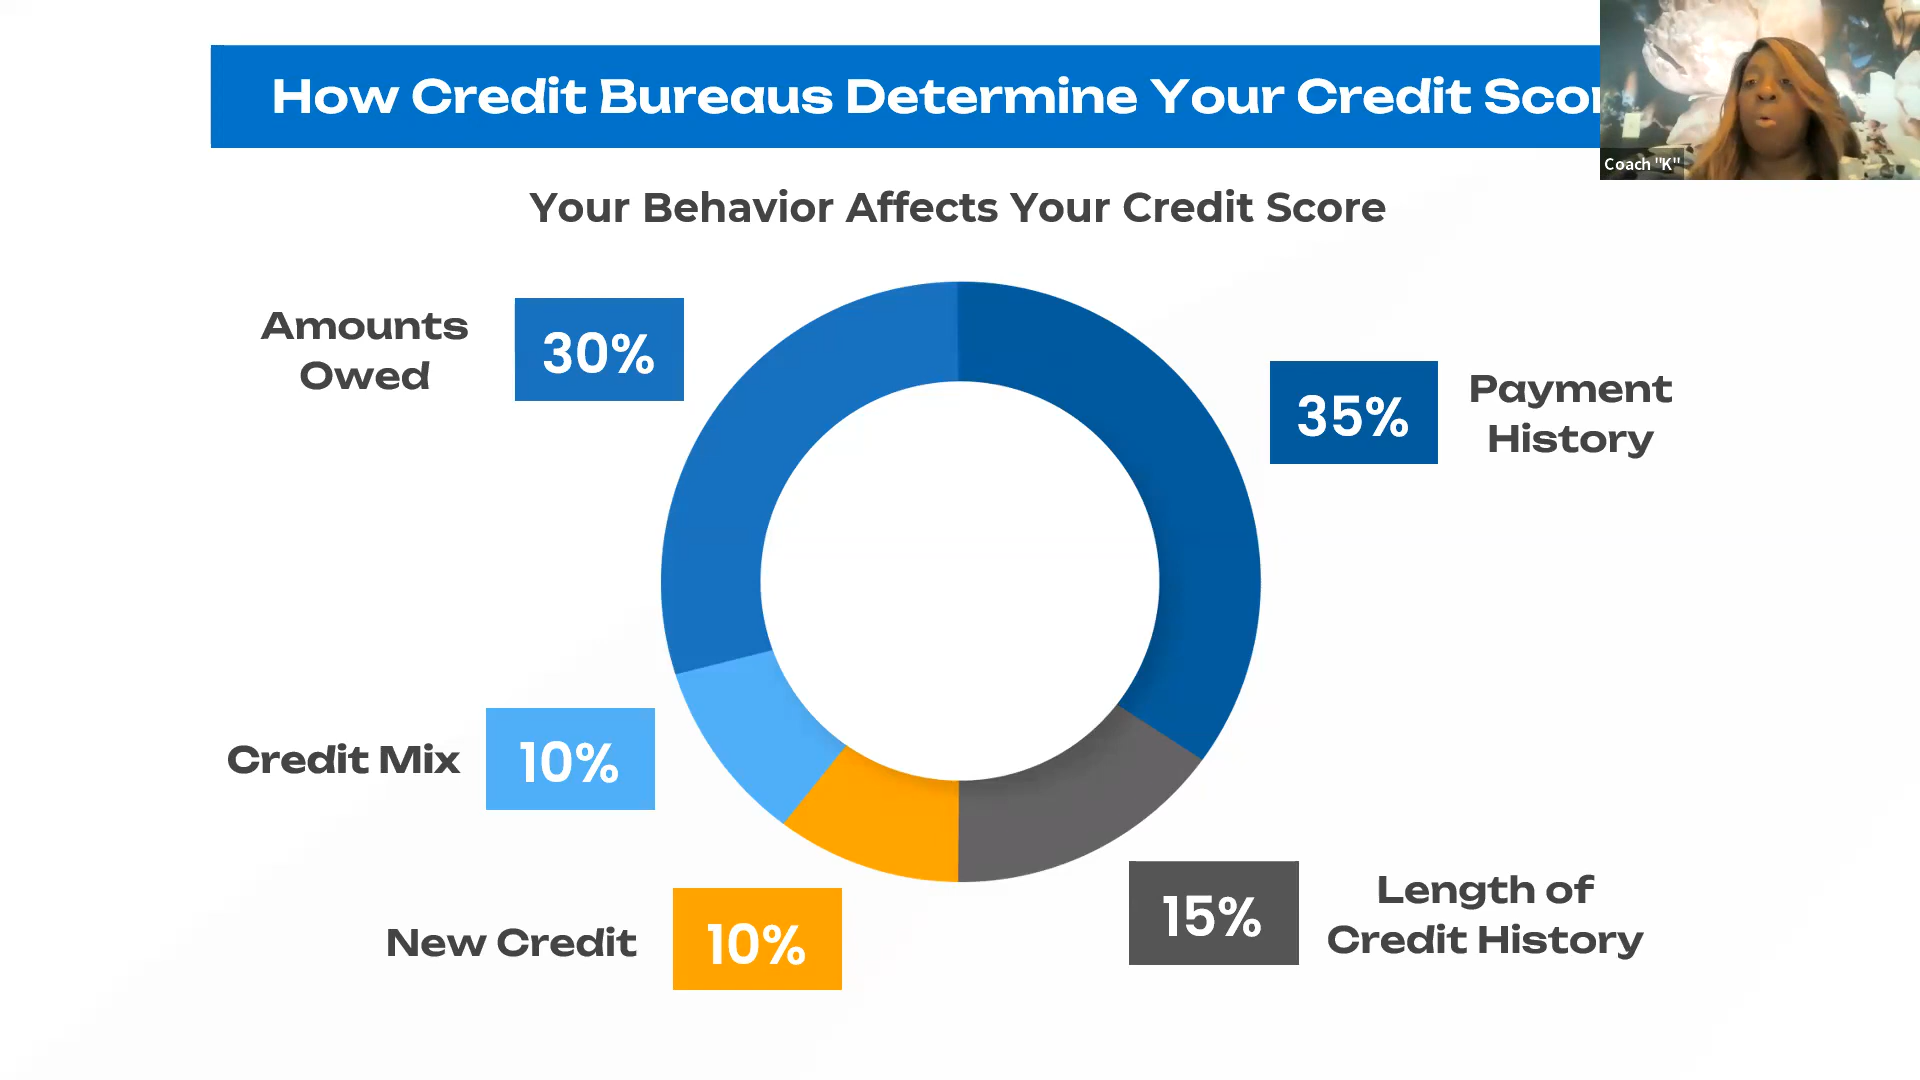 How Credit Bureaus Determine Your Credit
Coach "K"
Your Behavior Affects Your Credit Score
Amounts
Owed
30%
35%
Payment
History
Credit Mix
10%
New Credit
10%
15%
Length of
Credit History